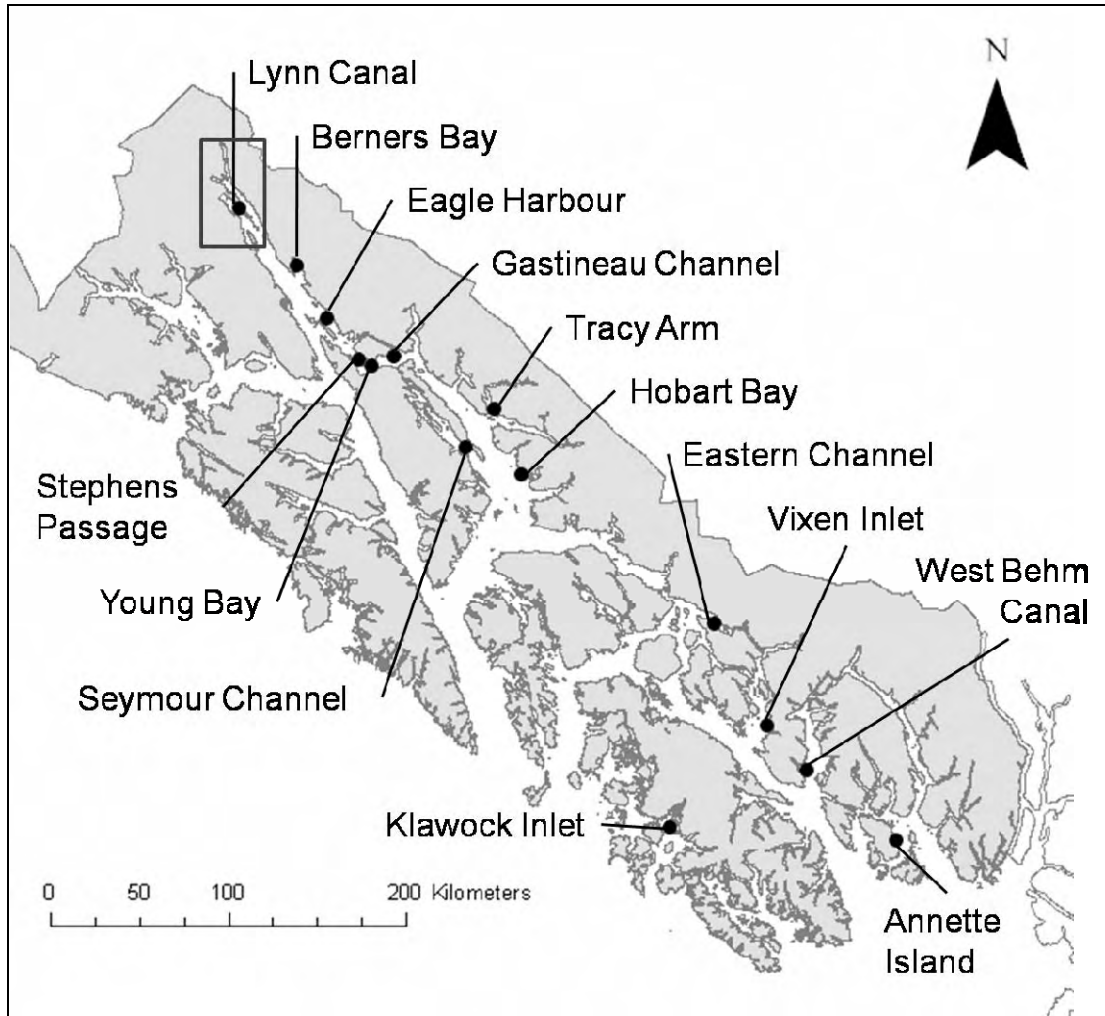 N
Lynn Canal
Berners Bay
Eagle Harbour
Gastineau Channel
Tracy Arm
Hobart Bay
Eastern Channel
Vixen Inlet
West Behm
Canal
Stephens
Passage
Young Bay
Seymour Channel
Klawock Inlet
0 50 100 200 Kilometers
Annette
Island